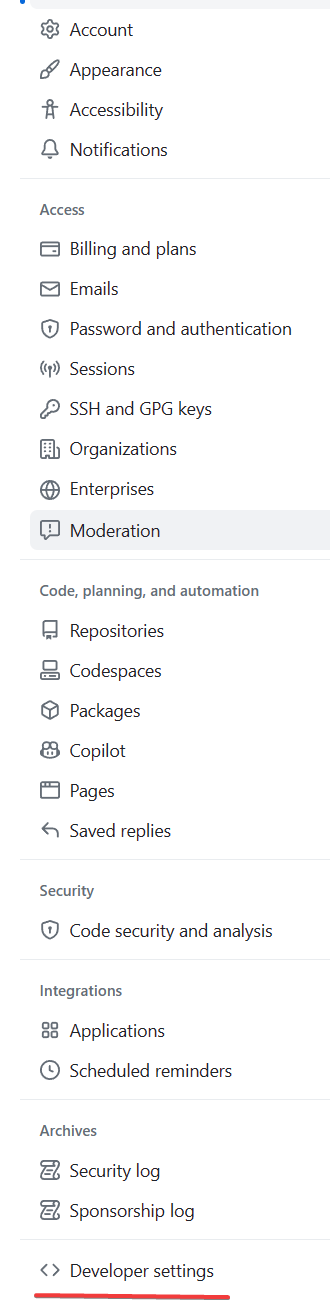 Account
Appearance
Accessibility
Notifications
Access
Billing and plans
Emails
Password and authentication
Sessions
SSH and GPG keys
Organizations
Enterprises
Moderation
Code, planning, and automation
Repositories
Codespaces
Packages
Copilot
Pages
Saved replies
Security
Code security and analysis
Integrations
Applications
Scheduled reminders
Archives
Security log
Sponsorship log
Developer settings